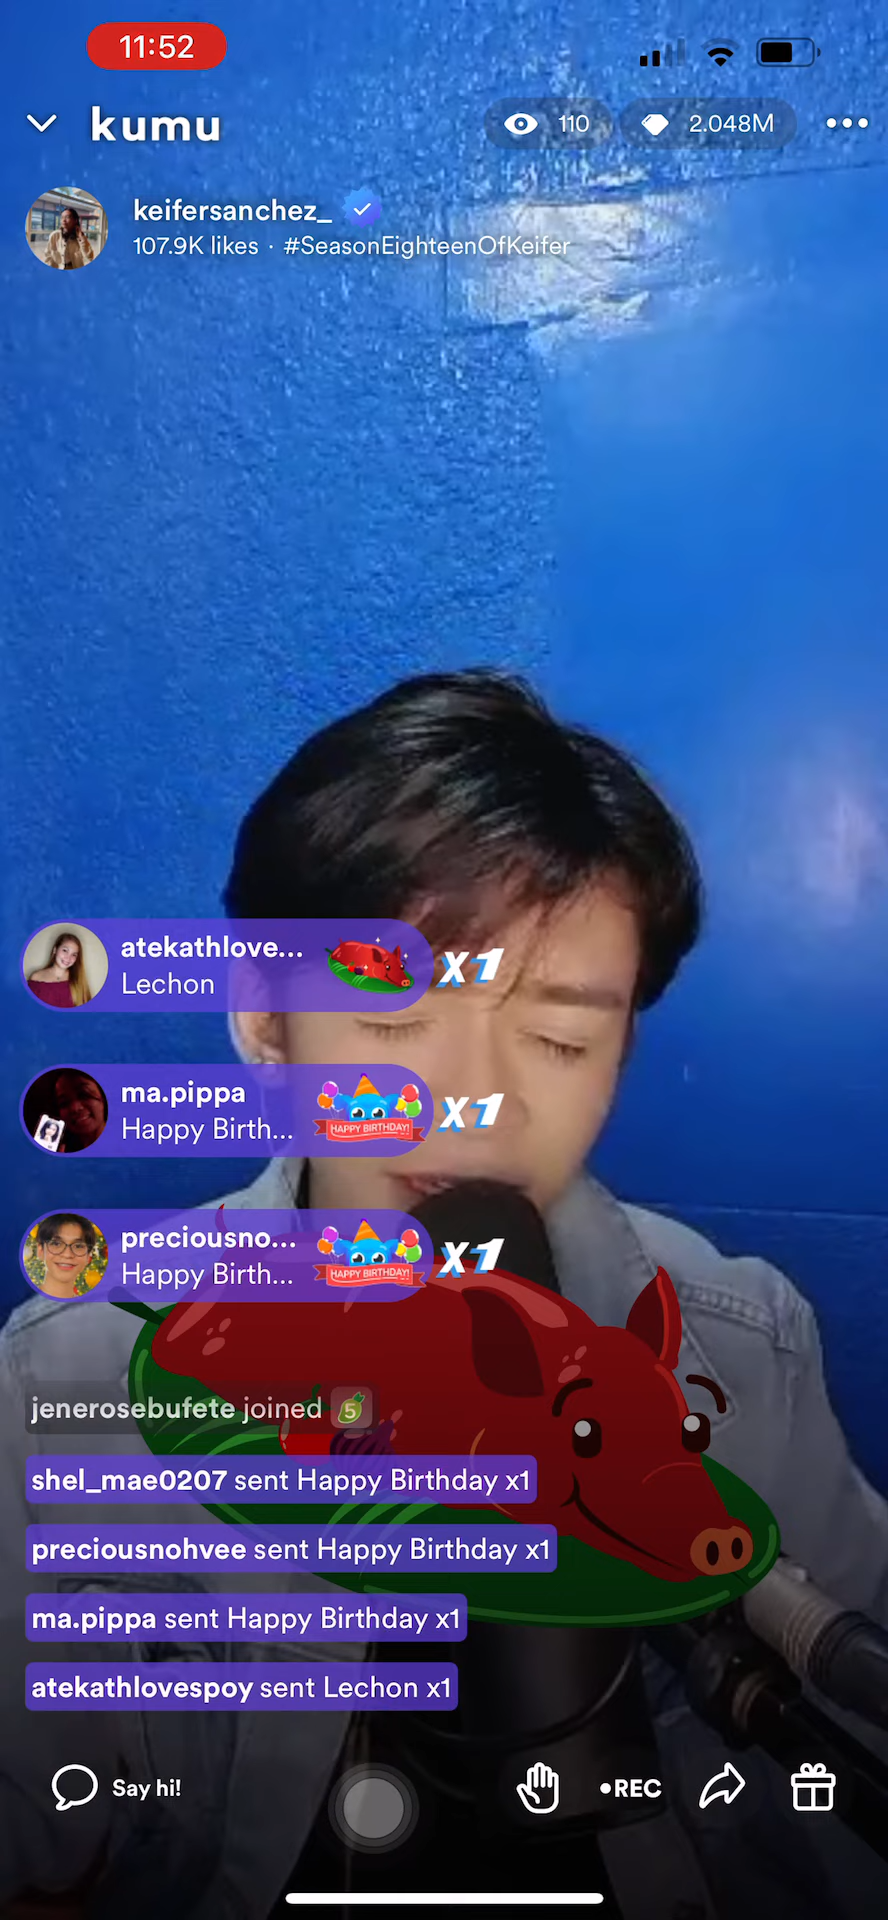 11:52
kumu
110
2.048M
keifersanchez_
107.9K likes · #SeasonEighteenOfKeifer
atekathlove...
Lechon
x1
ma.pippa
Happy Birth...
HAPPY BIRTHDAY!
x1
preciousno...
Happy Birth...
HAPPY BIRTHDAY!
x1
jenerosebufete joined 5
shel_mae0207 sent Happy Birthday x1
preciousnohvee sent Happy Birthday x1
ma.pippa sent Happy Birthday x1
atekathlovespoy sent Lechon x1
Say hi!
•REC